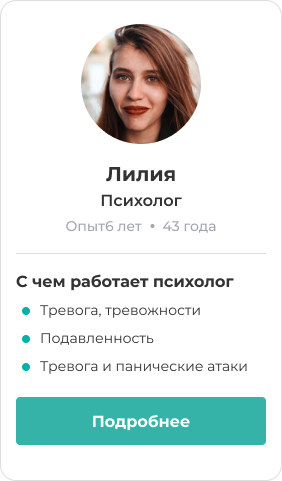 Лилия
Психолог
Опыт6 лет • 43 года
С чем работает психолог
Тревога, тревожности
Подавленность
Тревога и панические атаки
Подробнее